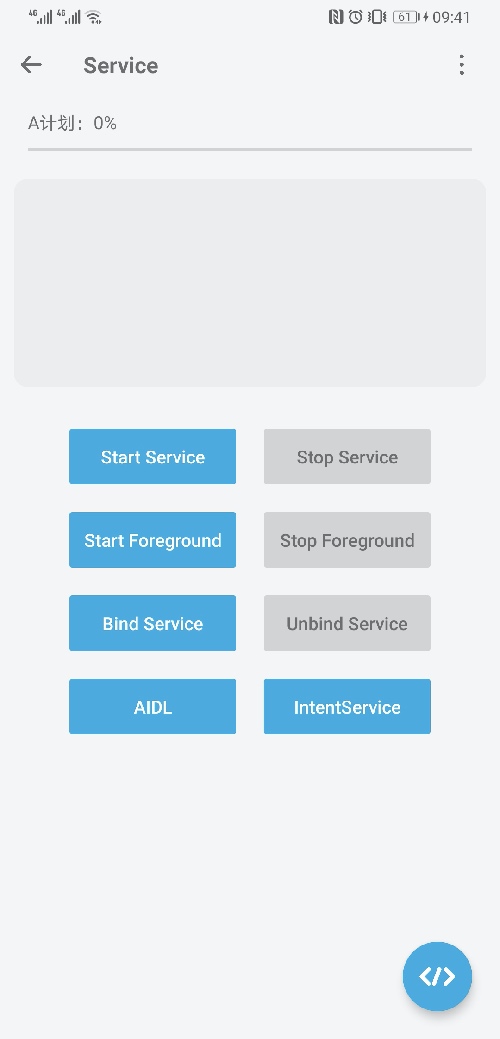 4G 4G 61 09:41
Service
A计划：0%
Start Service Stop Service
Start Foreground Stop Foreground
Bind Service Unbind Service
AIDL IntentService